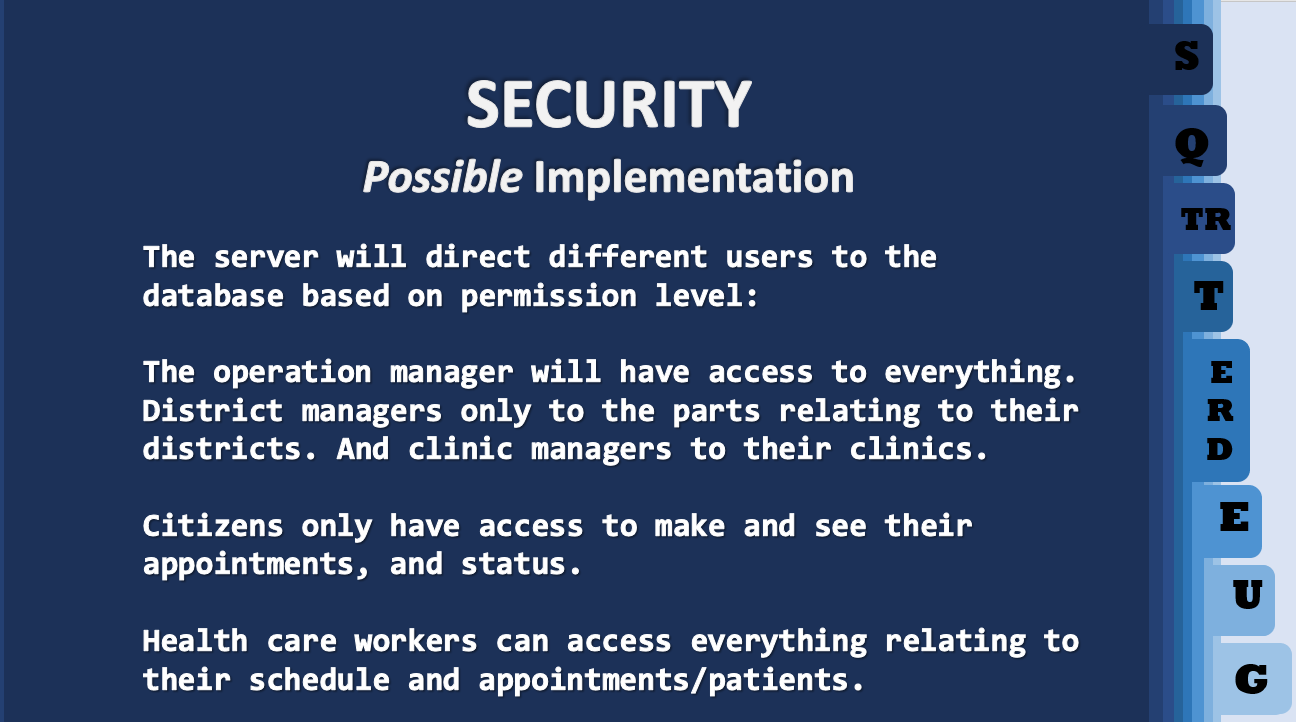 SECURITY
Possible Implementation
The server will direct different users to the
database based on permission level:
The operation manager will have access to everything.
District managers only to the parts relating to their
districts. And clinic managers to their clinics.
Citizens only have access to make and see their
appointments, and status.
Health care workers can access everything relating to
their schedule and appointments/patients.
S
Q
TR
T
E
R
D
E
U
G